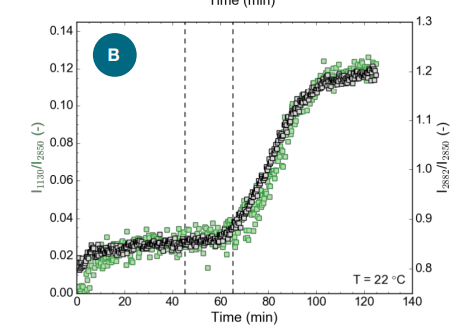 Time (min)
B
0.14
0.12
0.10
0.08
0.06
0.04
0.02
0.00
I1130/I2850 (-)
1.3
1.2
1.1
1.0
0.9
0.8
I2882/I2850 (-)
T = 22 °C
0 20 40 60 80 100 120 140
Time (min)